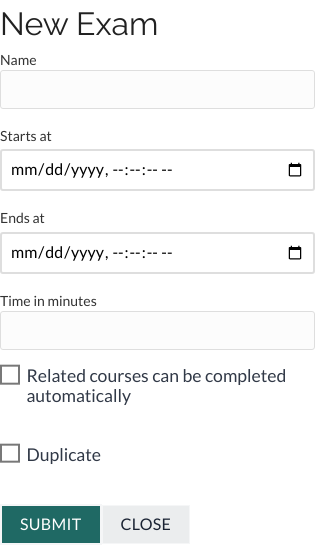 New Exam
Name
Starts at
mm/dd/yyyy, --:--:-- --
Ends at
mm/dd/yyyy, --:--:-- --
Time in minutes
Related courses can be completed
automatically
Duplicate
SUBMIT CLOSE